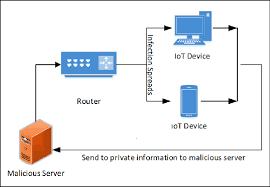 IoT Device
Infection Spreads
Router
ioT Device
Send to private information to malicious server
Malicious Server